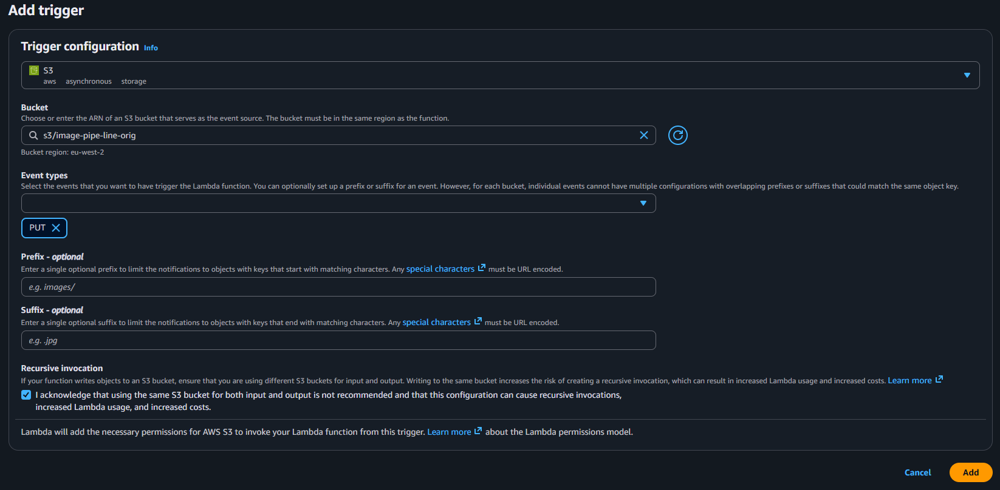 Add trigger
Trigger configuration Info
S3
aws asynchronous storage
Bucket
Choose or enter the ARN of an S3 bucket that serves as the event source. The bucket must be in the same region as the function.
s3/image-pipe-line-orig
Bucket region: eu-west-2
Event types
Select the events that you want to have trigger the Lambda function. You can optionally set up a prefix or suffix for an event. However, for each bucket, individual events cannot have multiple configurations with overlapping prefixes or suffixes that could match the same object key.
PUT
Prefix - optional
Enter a single optional prefix to limit the notifications to objects with keys that start with matching characters. Any special characters must be URL encoded.
e.g. images/
Suffix - optional
Enter a single optional suffix to limit the notifications to objects with keys that end with matching characters. Any special characters must be URL encoded.
e.g. .jpg
Recursive invocation
If your function writes objects to an S3 bucket, ensure that you are using different S3 buckets for input and output. Writing to the same bucket increases the risk of creating a recursive invocation, which can result in increased Lambda usage and increased costs. Learn more
I acknowledge that using the same S3 bucket for both input and output is not recommended and that this configuration can cause recursive invocations,
increased Lambda usage, and increased costs.
Lambda will add the necessary permissions for AWS S3 to invoke your Lambda function from this trigger. Learn more about the Lambda permissions model.
Cancel Add